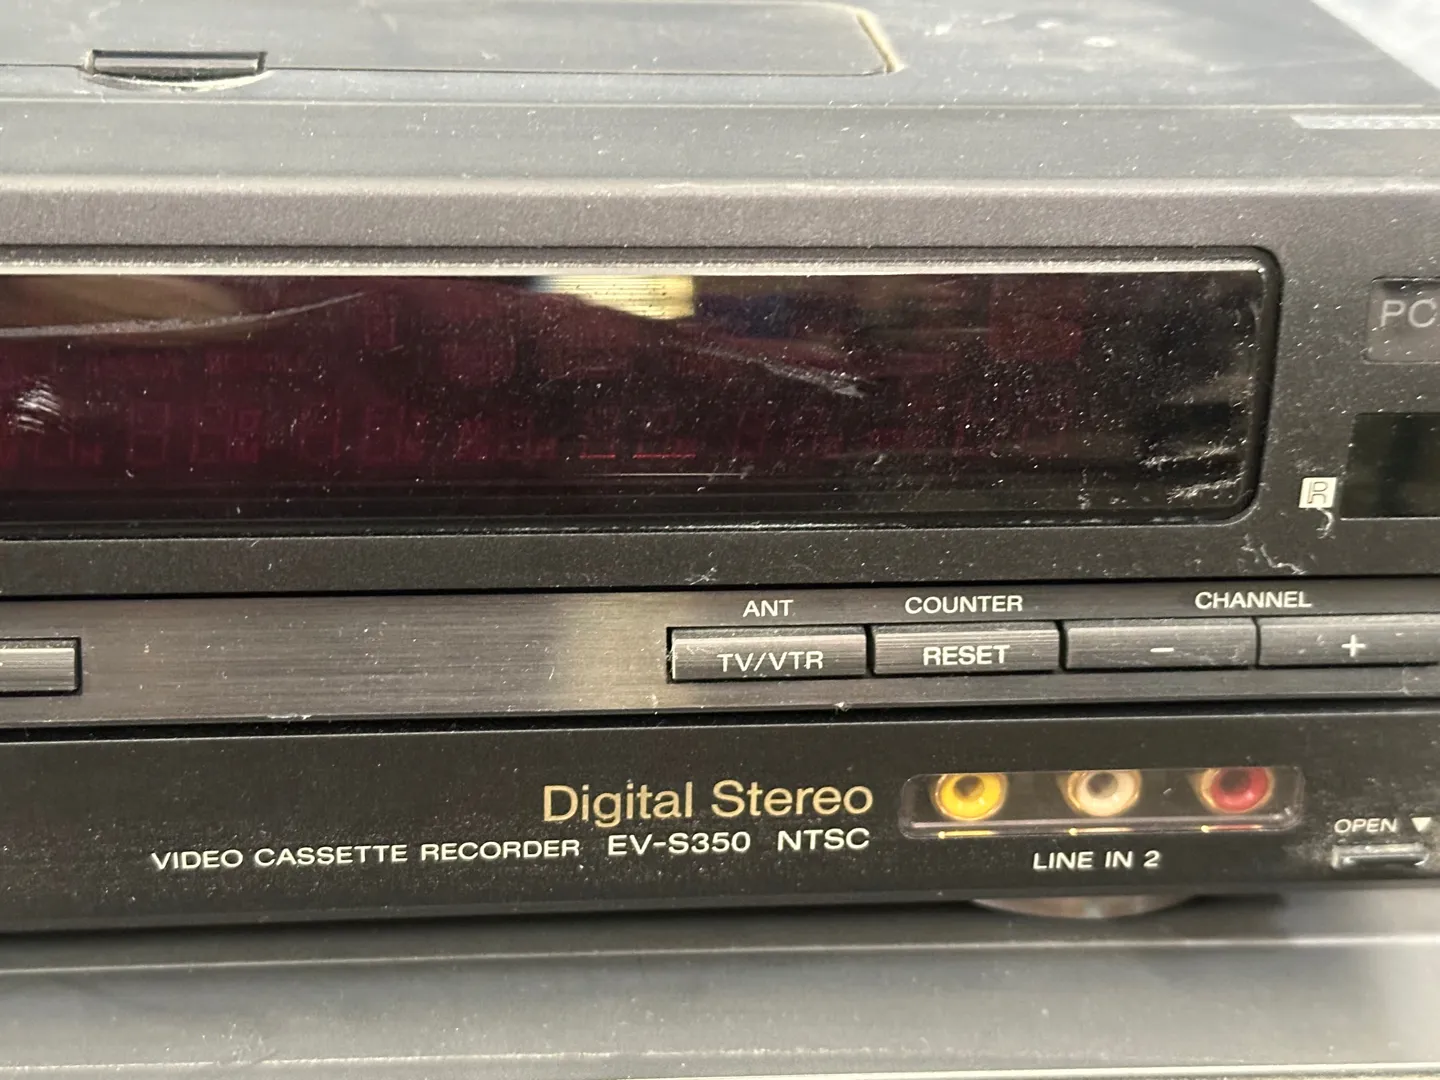 PC
R
ANT
COUNTER
CHANNEL
TV/VTR
RESET
−
+
Digital Stereo
VIDEO CASSETTE RECORDER EV-S350 NTSC
LINE IN 2
OPEN ▼